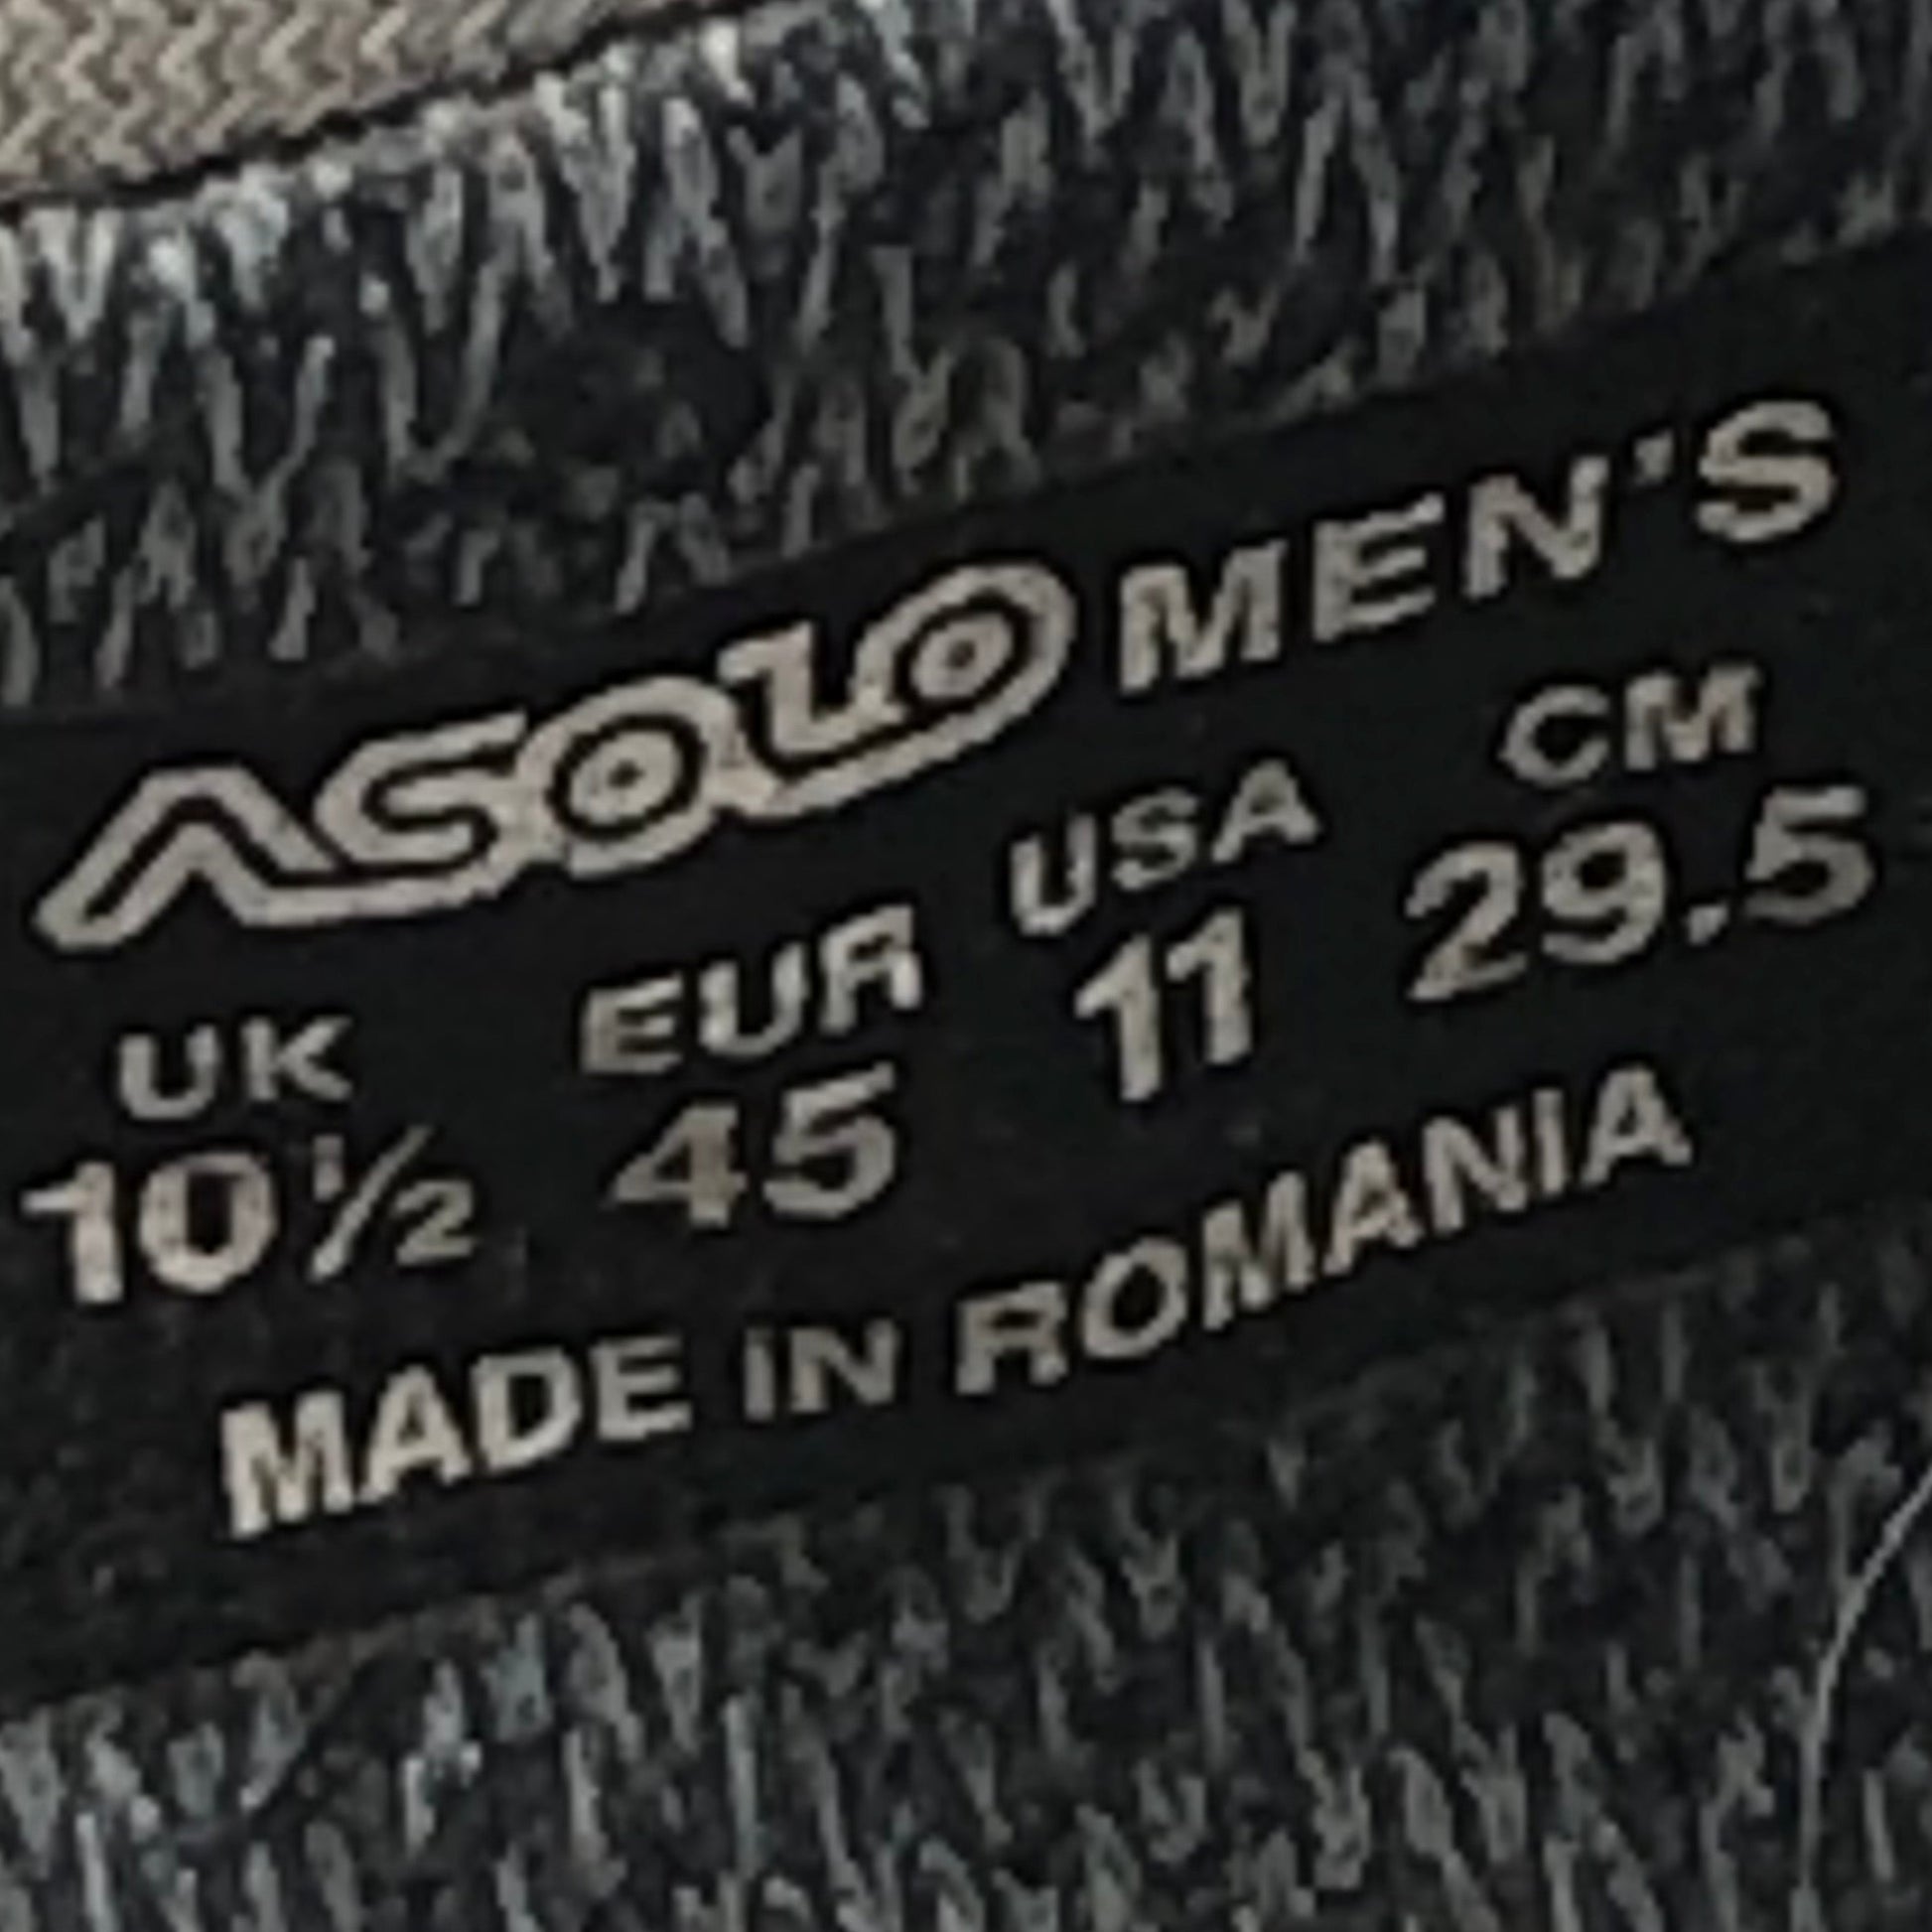 ASOLO MEN'S
UK EUR USA CM
10½ 45 11 29.5
MADE IN ROMANIA